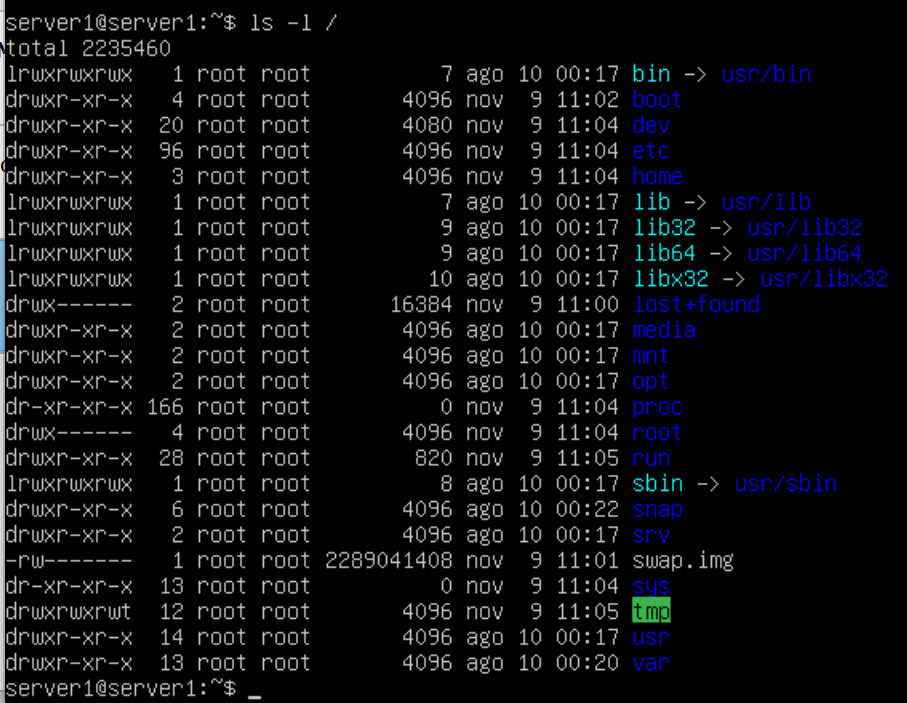 server1@server1:~$ ls -l /
total 2235460
lrwxrwxrwx   1 root root          7 ago 10 00:17 bin -> usr/bin
drwxr-xr-x   4 root root       4096 nov  9 11:02 boot
drwxr-xr-x  20 root root       4080 nov  9 11:04 dev
drwxr-xr-x  96 root root       4096 nov  9 11:04 etc
drwxr-xr-x   3 root root       4096 nov  9 11:04 home
lrwxrwxrwx   1 root root          7 ago 10 00:17 lib -> usr/lib
lrwxrwxrwx   1 root root          9 ago 10 00:17 lib32 -> usr/lib32
lrwxrwxrwx   1 root root          9 ago 10 00:17 lib64 -> usr/lib64
lrwxrwxrwx   1 root root         10 ago 10 00:17 libx32 -> usr/libx32
drwx------   2 root root      16384 nov  9 11:00 lost+found
drwxr-xr-x   2 root root       4096 ago 10 00:17 media
drwxr-xr-x   2 root root       4096 ago 10 00:17 mnt
drwxr-xr-x   2 root root       4096 ago 10 00:17 opt
dr-xr-xr-x 166 root root          0 nov  9 11:04 proc
drwx------   4 root root       4096 nov  9 11:04 root
drwxr-xr-x  28 root root        820 nov  9 11:05 run
lrwxrwxrwx   1 root root          8 ago 10 00:17 sbin -> usr/sbin
drwxr-xr-x   6 root root       4096 ago 10 00:22 snap
drwxr-xr-x   2 root root       4096 ago 10 00:17 srv
-rw-------   1 root root 2289041408 nov  9 11:01 swap.img
dr-xr-xr-x  13 root root          0 nov  9 11:04 sys
drwxrwxrwt  12 root root       4096 nov  9 11:05 tmp
drwxr-xr-x  14 root root       4096 ago 10 00:17 usr
drwxr-xr-x  13 root root       4096 ago 10 00:20 var
server1@server1:~$ _